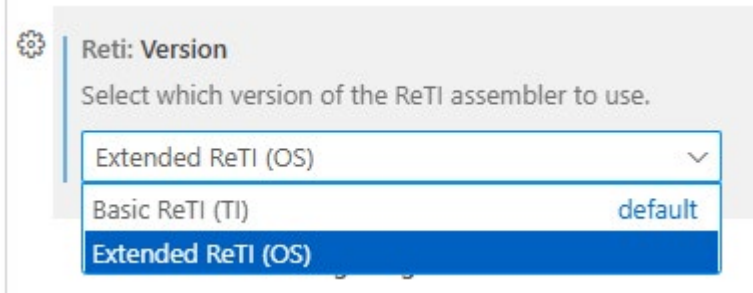 Reti: Version
Select which version of the ReTI assembler to use.
Extended ReTI (OS)
Basic ReTI (TI) default
Extended ReTI (OS)